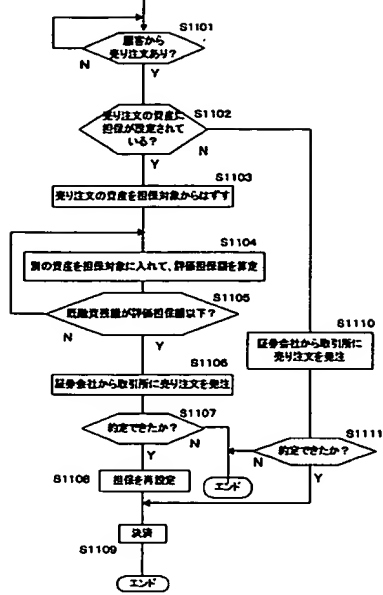 S1101
顧客から
売り注文あり?
N
Y
売り注文の資産に
担保が設定されて
いる?
S1102
Y
N
S1103
売り注文の資産を担保対象からはずす
S1104
別の資産を担保対象に入れて、評価担保額を算定
S1105
既融資残額が評価担保額以下?
N
Y
S1106
証券会社から取引所に売り注文を発注
S1110
証券会社から取引所に
売り注文を発注
S1107
約定できたか?
N
Y
S1111
約定できたか?
N
Y
S1108
担保を再設定
エンド
決済
S1109
エンド